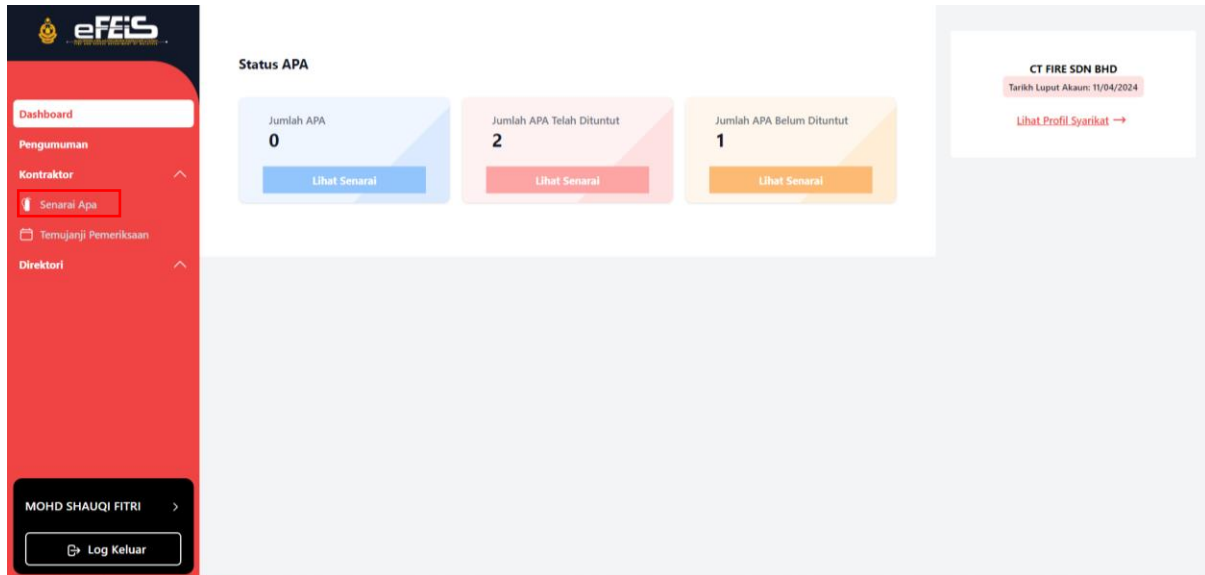 eFEiS
Dashboard
Pengumuman
Kontraktor
Senarai Apa
Temujanji Pemeriksaan
Direktori
MOHD SHAUQI FITRI
Log Keluar
Status APA
Jumlah APA
0
Lihat Senarai
Jumlah APA Telah Dituntut
2
Lihat Senarai
Jumlah APA Belum Dituntut
1
Lihat Senarai
CT FIRE SDN BHD
Tarikh Luput Akaun: 11/04/2024
Lihat Profil Syarikat →